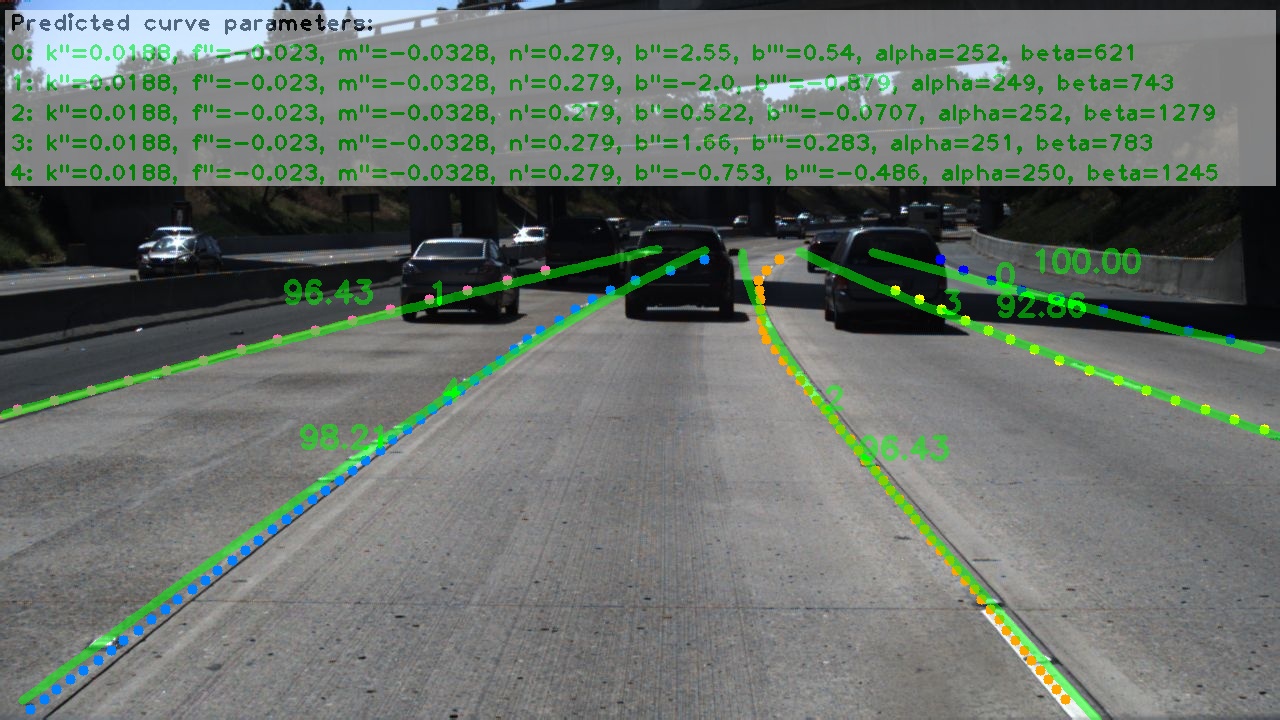 Predicted curve parameters:
0: k''=0.0188, f''=-0.023, m''=-0.0328, n'=0.279, b''=2.55, b'''=0.54, alpha=252, beta=621
1: k''=0.0188, f''=-0.023, m''=-0.0328, n'=0.279, b''=-2.0, b'''=-0.879, alpha=249, beta=743
2: k''=0.0188, f''=-0.023, m''=-0.0328, n'=0.279, b''=0.522, b'''=-0.0707, alpha=252, beta=1279
3: k''=0.0188, f''=-0.023, m''=-0.0328, n'=0.279, b''=1.66, b'''=0.283, alpha=251, beta=783
4: k''=0.0188, f''=-0.023, m''=-0.0328, n'=0.279, b''=-0.753, b'''=-0.486, alpha=250, beta=1245
0 100.00
96.43 1
3 92.86
4
2
98.21
96.43